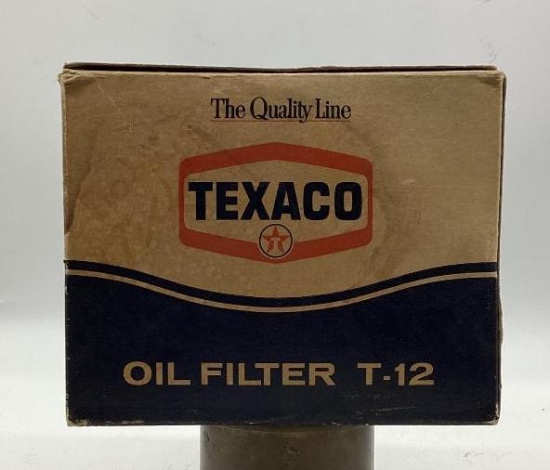 The Quality Line
TEXACO
T
OIL FILTER T-12